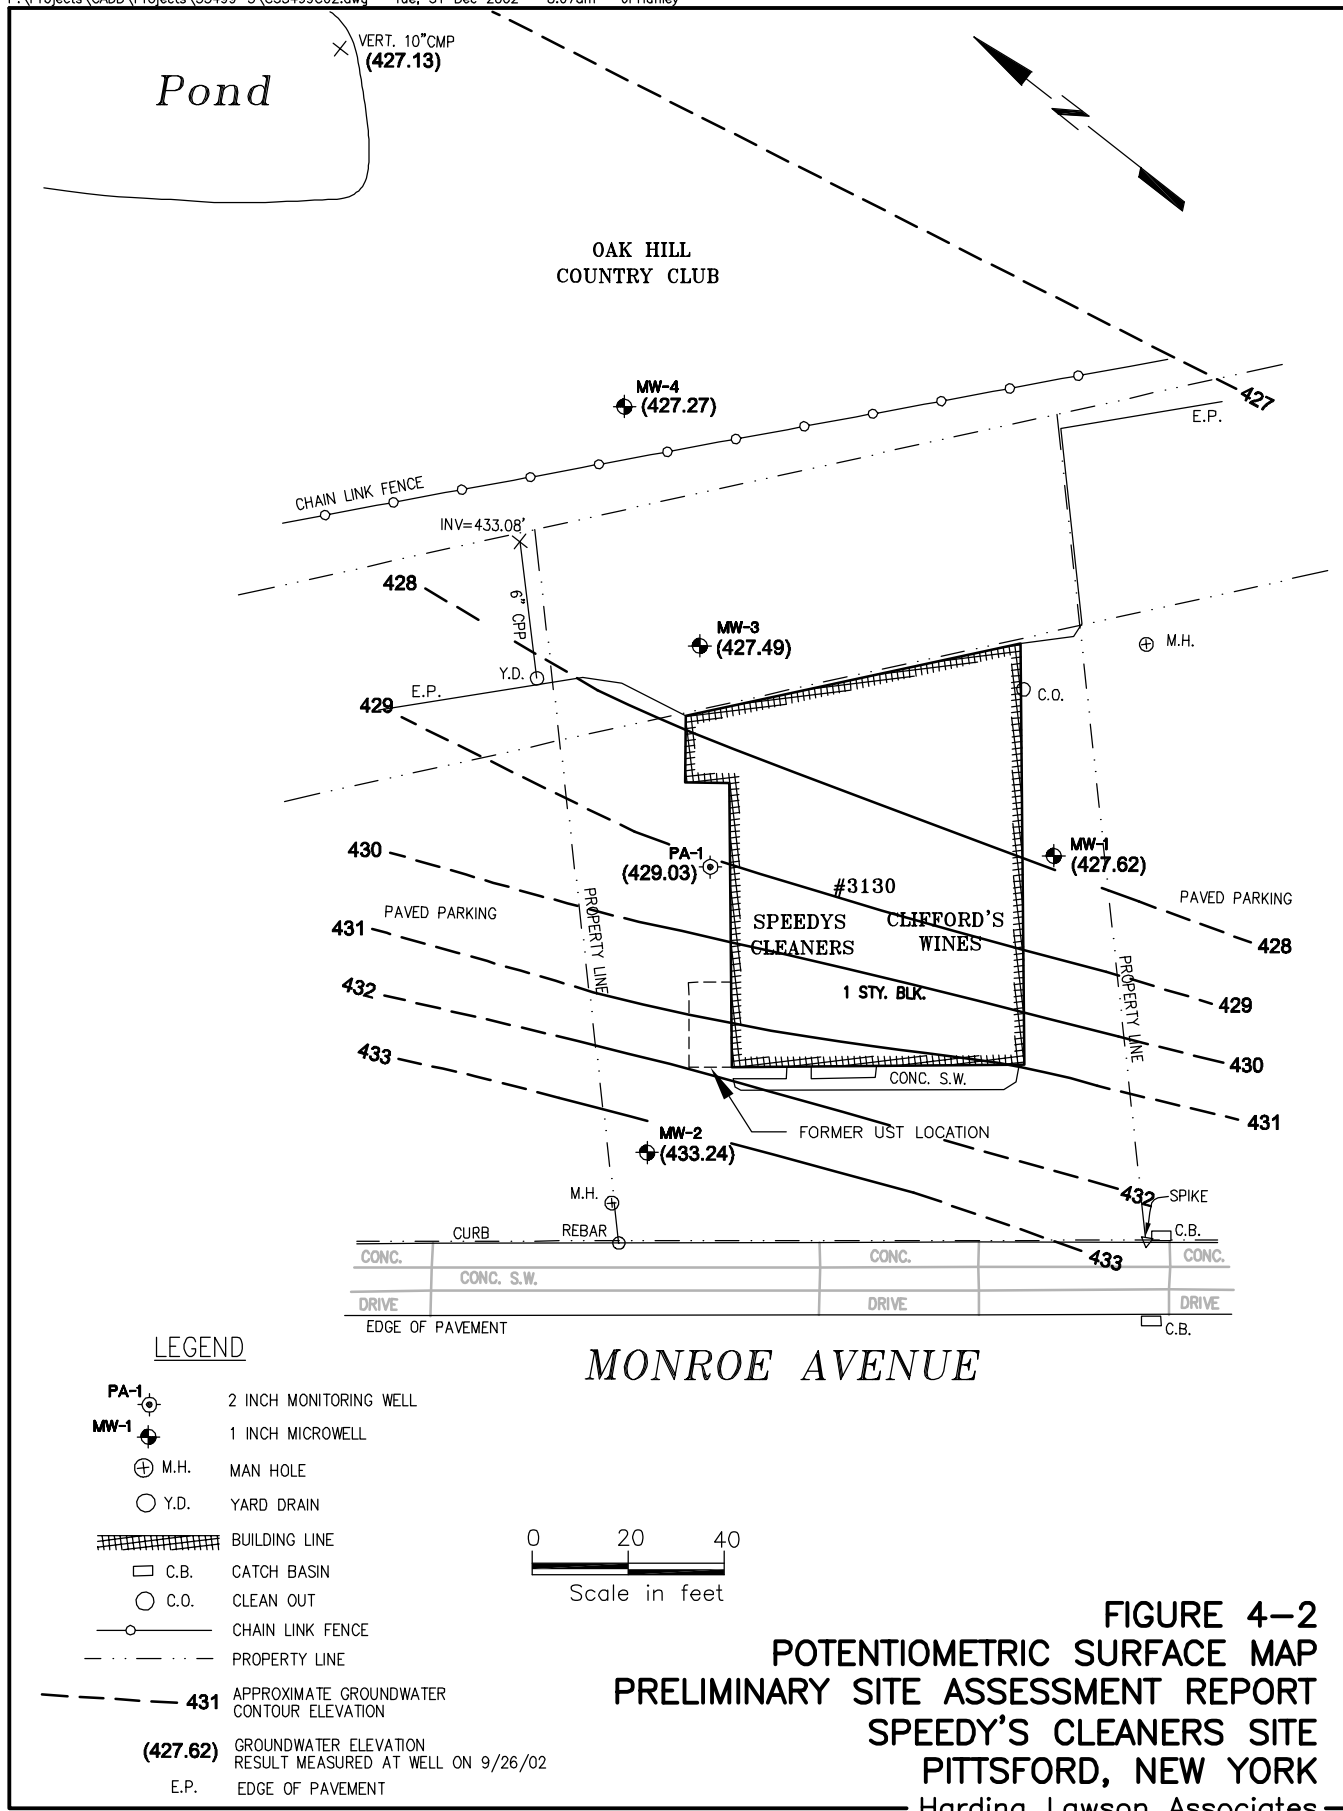 VERT. 10"CMP
(427.13)
Pond
N
OAK HILL
COUNTRY CLUB
MW-4
(427.27)
427
E.P.
CHAIN LINK FENCE
INV=433.08'
428
6" CPP
MW-3
(427.49)
M.H.
Y.D.
E.P.
C.O.
429
430
PA-1
(429.03)
MW-1
(427.62)
#3130
PAVED PARKING
PROPERTY LINE
SPEEDYS
CLEANERS
CLIFFORD'S
WINES
PAVED PARKING
431
428
PROPERTY LINE
432
1 STY. BLK.
429
433
430
CONC. S.W.
431
MW-2
(433.24)
FORMER UST LOCATION
M.H.
432
SPIKE
CURB
REBAR
C.B.
433
CONC.
CONC.
CONC.
CONC. S.W.
DRIVE
DRIVE
DRIVE
EDGE OF PAVEMENT
C.B.
MONROE AVENUE
LEGEND
PA-1 2 INCH MONITORING WELL
MW-1 1 INCH MICROWELL
M.H. MAN HOLE
Y.D. YARD DRAIN
BUILDING LINE
C.B. CATCH BASIN
C.O. CLEAN OUT
CHAIN LINK FENCE
PROPERTY LINE
431 APPROXIMATE GROUNDWATER
CONTOUR ELEVATION
(427.62) GROUNDWATER ELEVATION
RESULT MEASURED AT WELL ON 9/26/02
E.P. EDGE OF PAVEMENT
0 20 40
Scale in feet
FIGURE 4-2
POTENTIOMETRIC SURFACE MAP
PRELIMINARY SITE ASSESSMENT REPORT
SPEEDY'S CLEANERS SITE
PITTSFORD, NEW YORK
Harding Lawson Associates